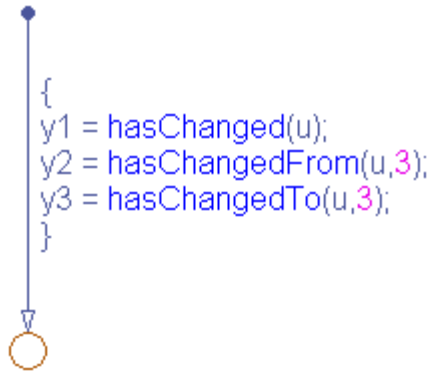 {
y1 = hasChanged(u);
y2 = hasChangedFrom(u,3);
y3 = hasChangedTo(u,3);
}